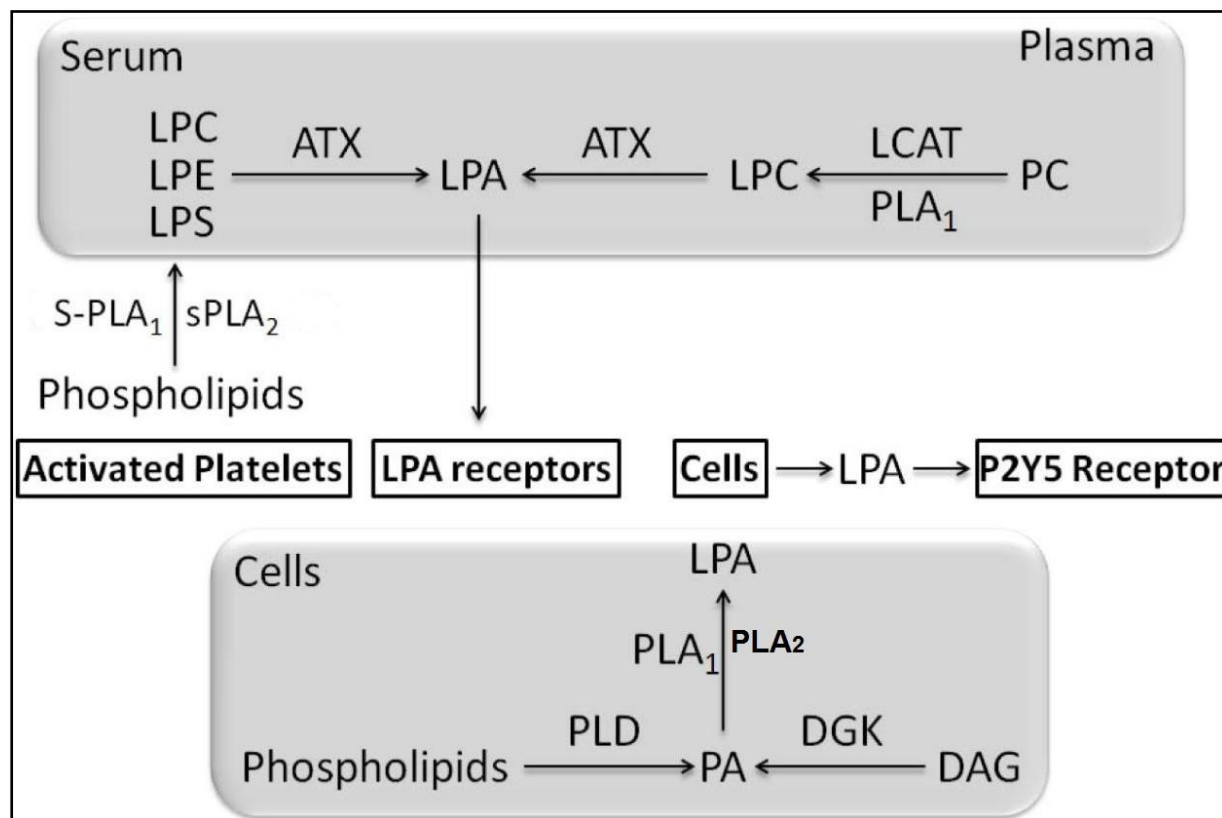 Serum
Plasma
LPC
LPE
LPS
ATX
LPA
ATX
LPC
LCAT
PLA₁
PC
S-PLA₁
sPLA₂
Phospholipids
Activated Platelets
LPA receptors
Cells
LPA
P2Y5 Receptor
Cells
LPA
PLA₁
PLA₂
Phospholipids
PLD
PA
DGK
DAG